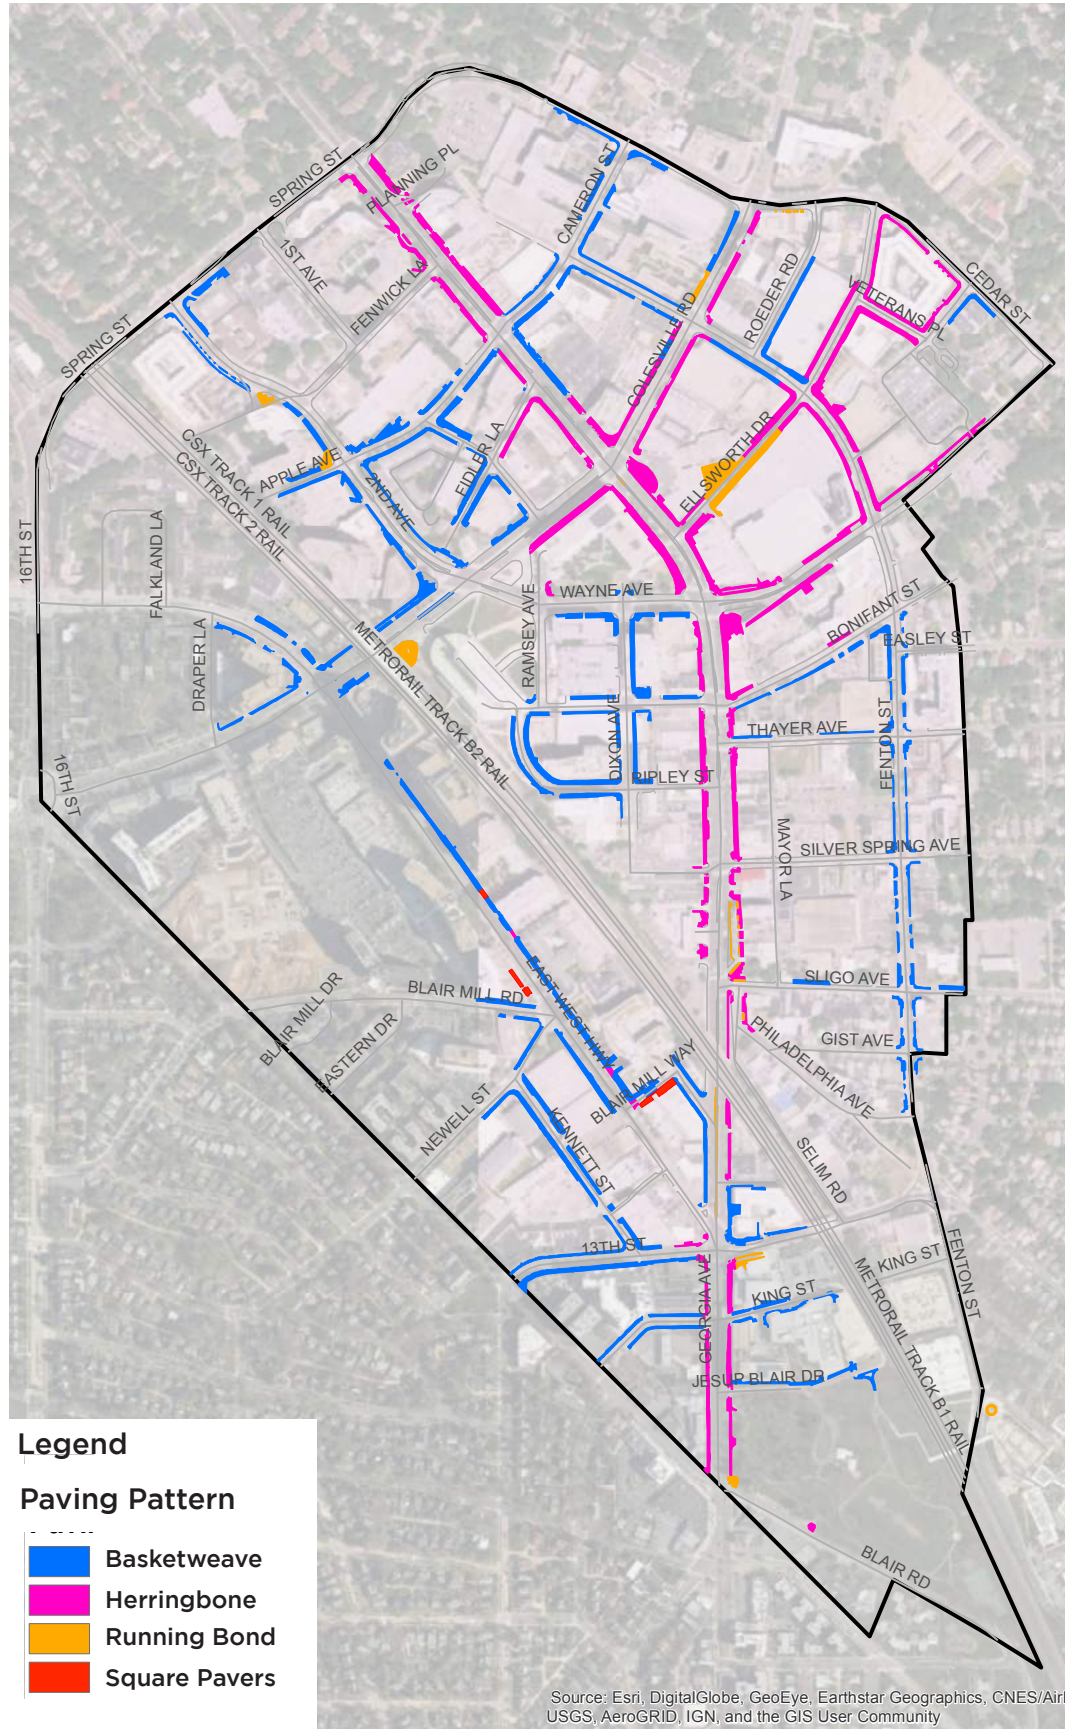 SPRING ST
PLANNING PL
CAMERON ST
1ST AVE
FENWICK LA
COLESVILLE RD
ROEDER RD
VETERANS PL
CEDAR ST
SPRING ST
CSX TRACK 1 RAIL
CSX TRACK 2 RAIL
APPLE AVE
2ND AVE
FIDLER LA
ELLSWORTH DR
16TH ST
FALKLAND LA
DRAPER LA
METRORAIL TRACK B2 RAIL
RAMSEY AVE
WAYNE AVE
BONIFANT ST
EASLEY ST
DIXON AVE
THAYER AVE
FENTON ST
RIPLEY ST
16TH ST
MAYOR LA
SILVER SPRING AVE
EAST WEST HWY
SLIGO AVE
BLAIR MILL RD
BLAIR MILL DR
EASTERN DR
PHILADELPHIA AVE
GIST AVE
BLAIR MILL WAY
NEWELL ST
KENNETT ST
SELIM RD
13TH ST
GEORGIA AVE
KING ST
KING ST
FENTON ST
METRORAIL TRACK B1 RAIL
JESUP BLAIR DR
BLAIR RD
Legend
Paving Pattern
Basketweave
Herringbone
Running Bond
Square Pavers
Source: Esri, DigitalGlobe, GeoEye, Earthstar Geographics, CNES/Air
USGS, AeroGRID, IGN, and the GIS User Community